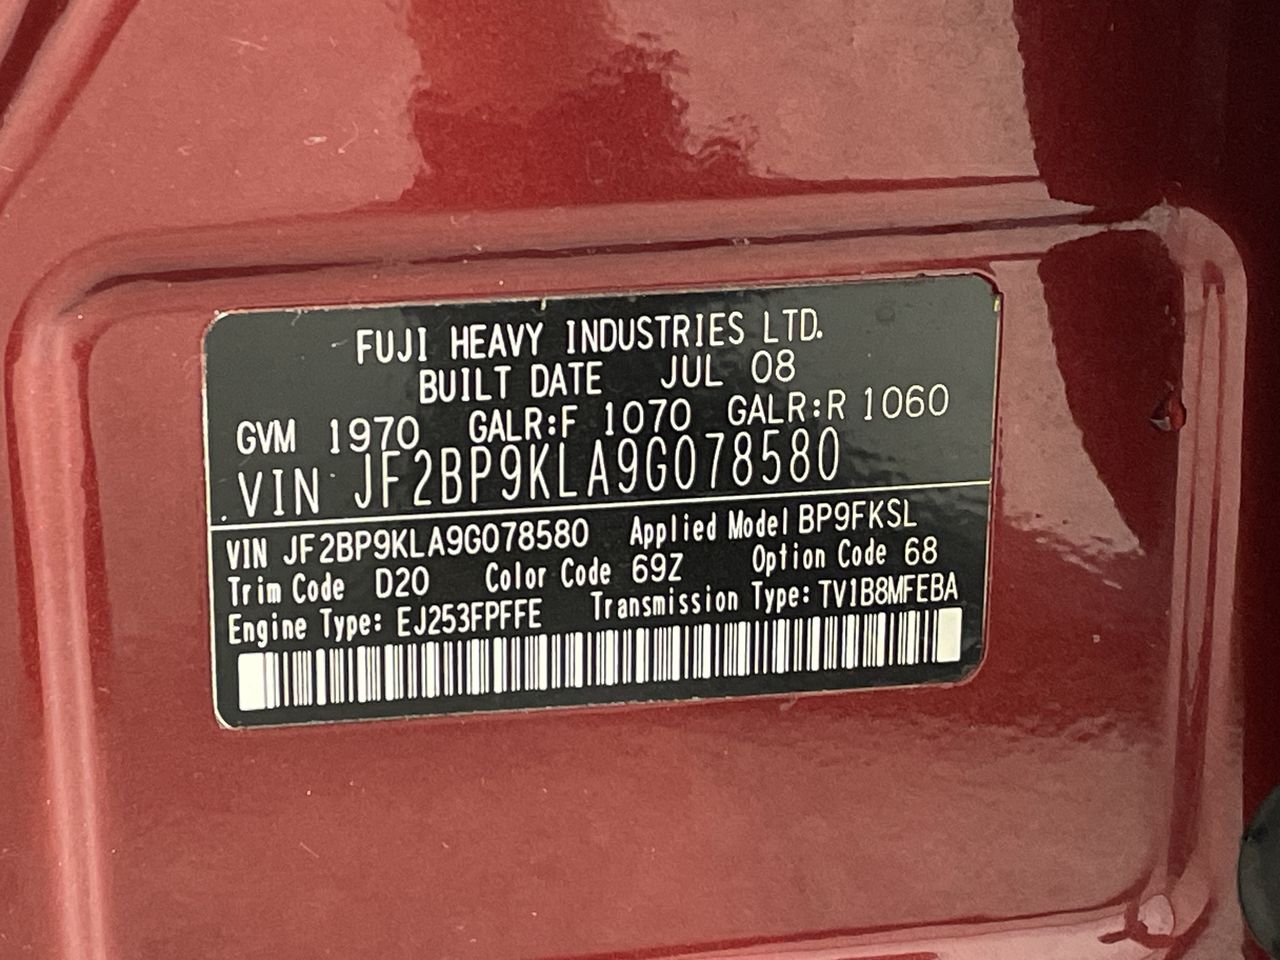 FUJI HEAVY INDUSTRIES LTD.
BUILT DATE JUL 08
GVM 1970 GALR:F 1070 GALR:R 1060
VIN JF2BP9KLA9G078580
VIN JF2BP9KLA9G078580 Applied Model BP9FKSL
Trim Code D20 Color Code 69Z Option Code 68
Engine Type: EJ253FPFFE Transmission Type: TV1B8MFEBA